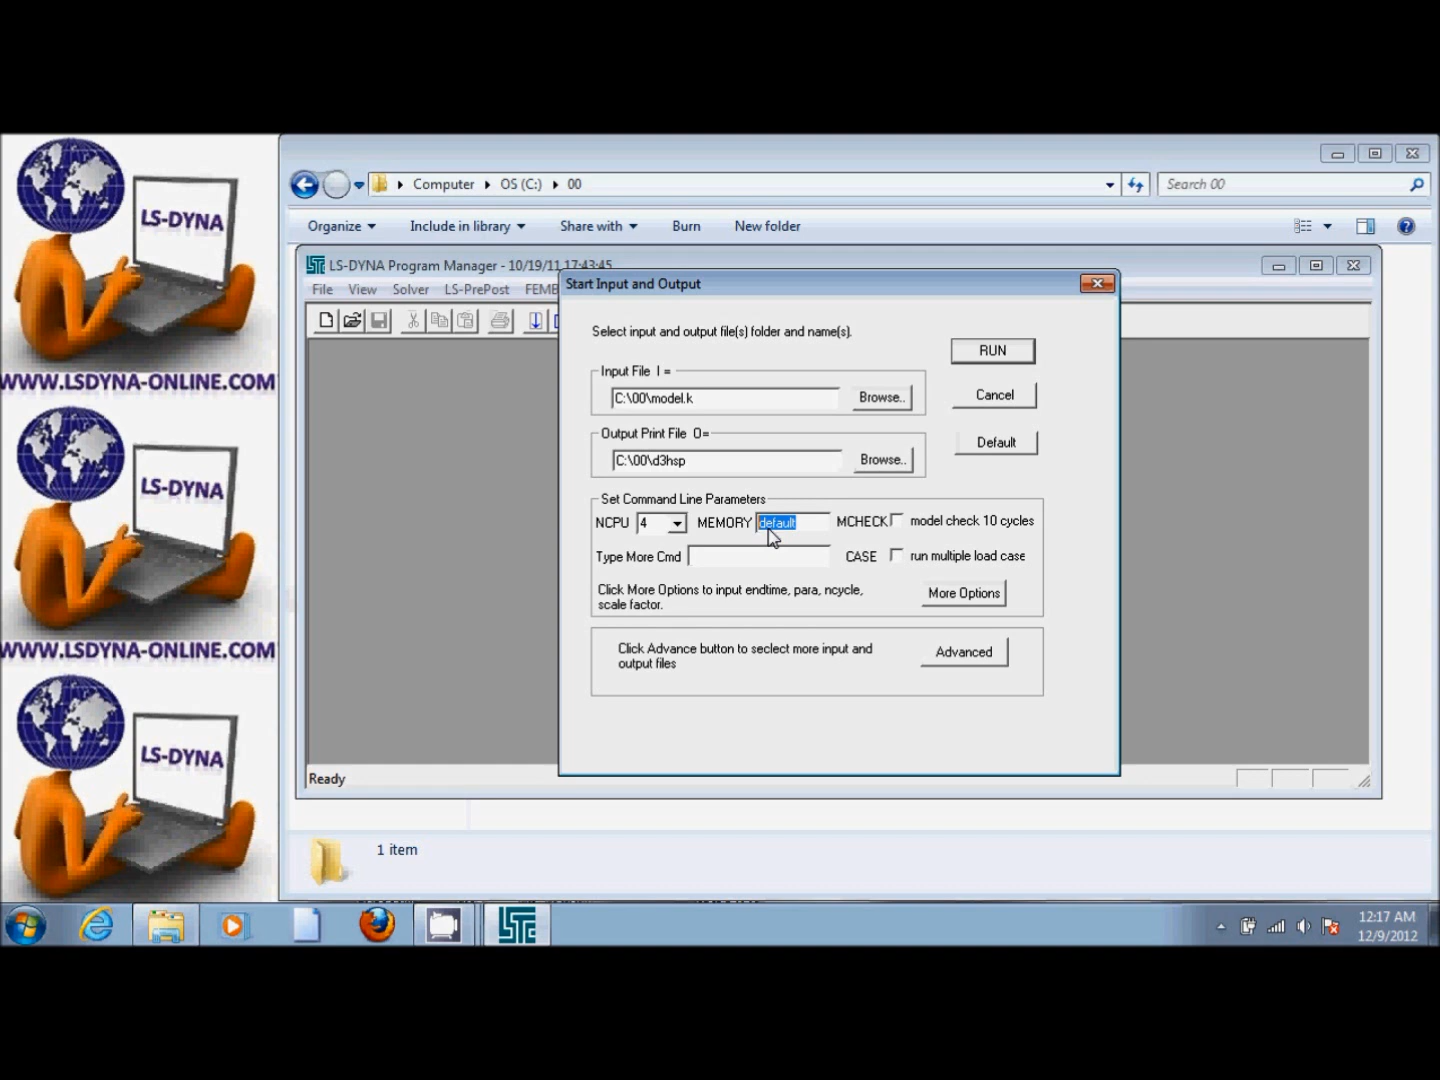 LS-DYNA
WWW.LSDYNA-ONLINE.COM
LS-DYNA
WWW.LSDYNA-ONLINE.COM
LS-DYNA
Computer OS (C:) 00
Search 00
Organize Include in library Share with Burn New folder
LS-DYNA Program Manager - 10/19/11 17:43:45
File View Solver LS-PrePost FEMB
Start Input and Output
Select input and output file(s) folder and name(s).
RUN
Input File I =
C:\00\model.k
Browse..
Cancel
Output Print File O=
C:\00\d3hsp
Browse..
Default
Set Command Line Parameters
NCPU 4 MEMORY default MCHECK model check 10 cycles
Type More Cmd CASE run multiple load case
Click More Options to input endtime, para, ncycle,
scale factor.
More Options
Click Advance button to seclect more input and
output files
Advanced
Ready
1 item
12:17 AM
12/9/2012